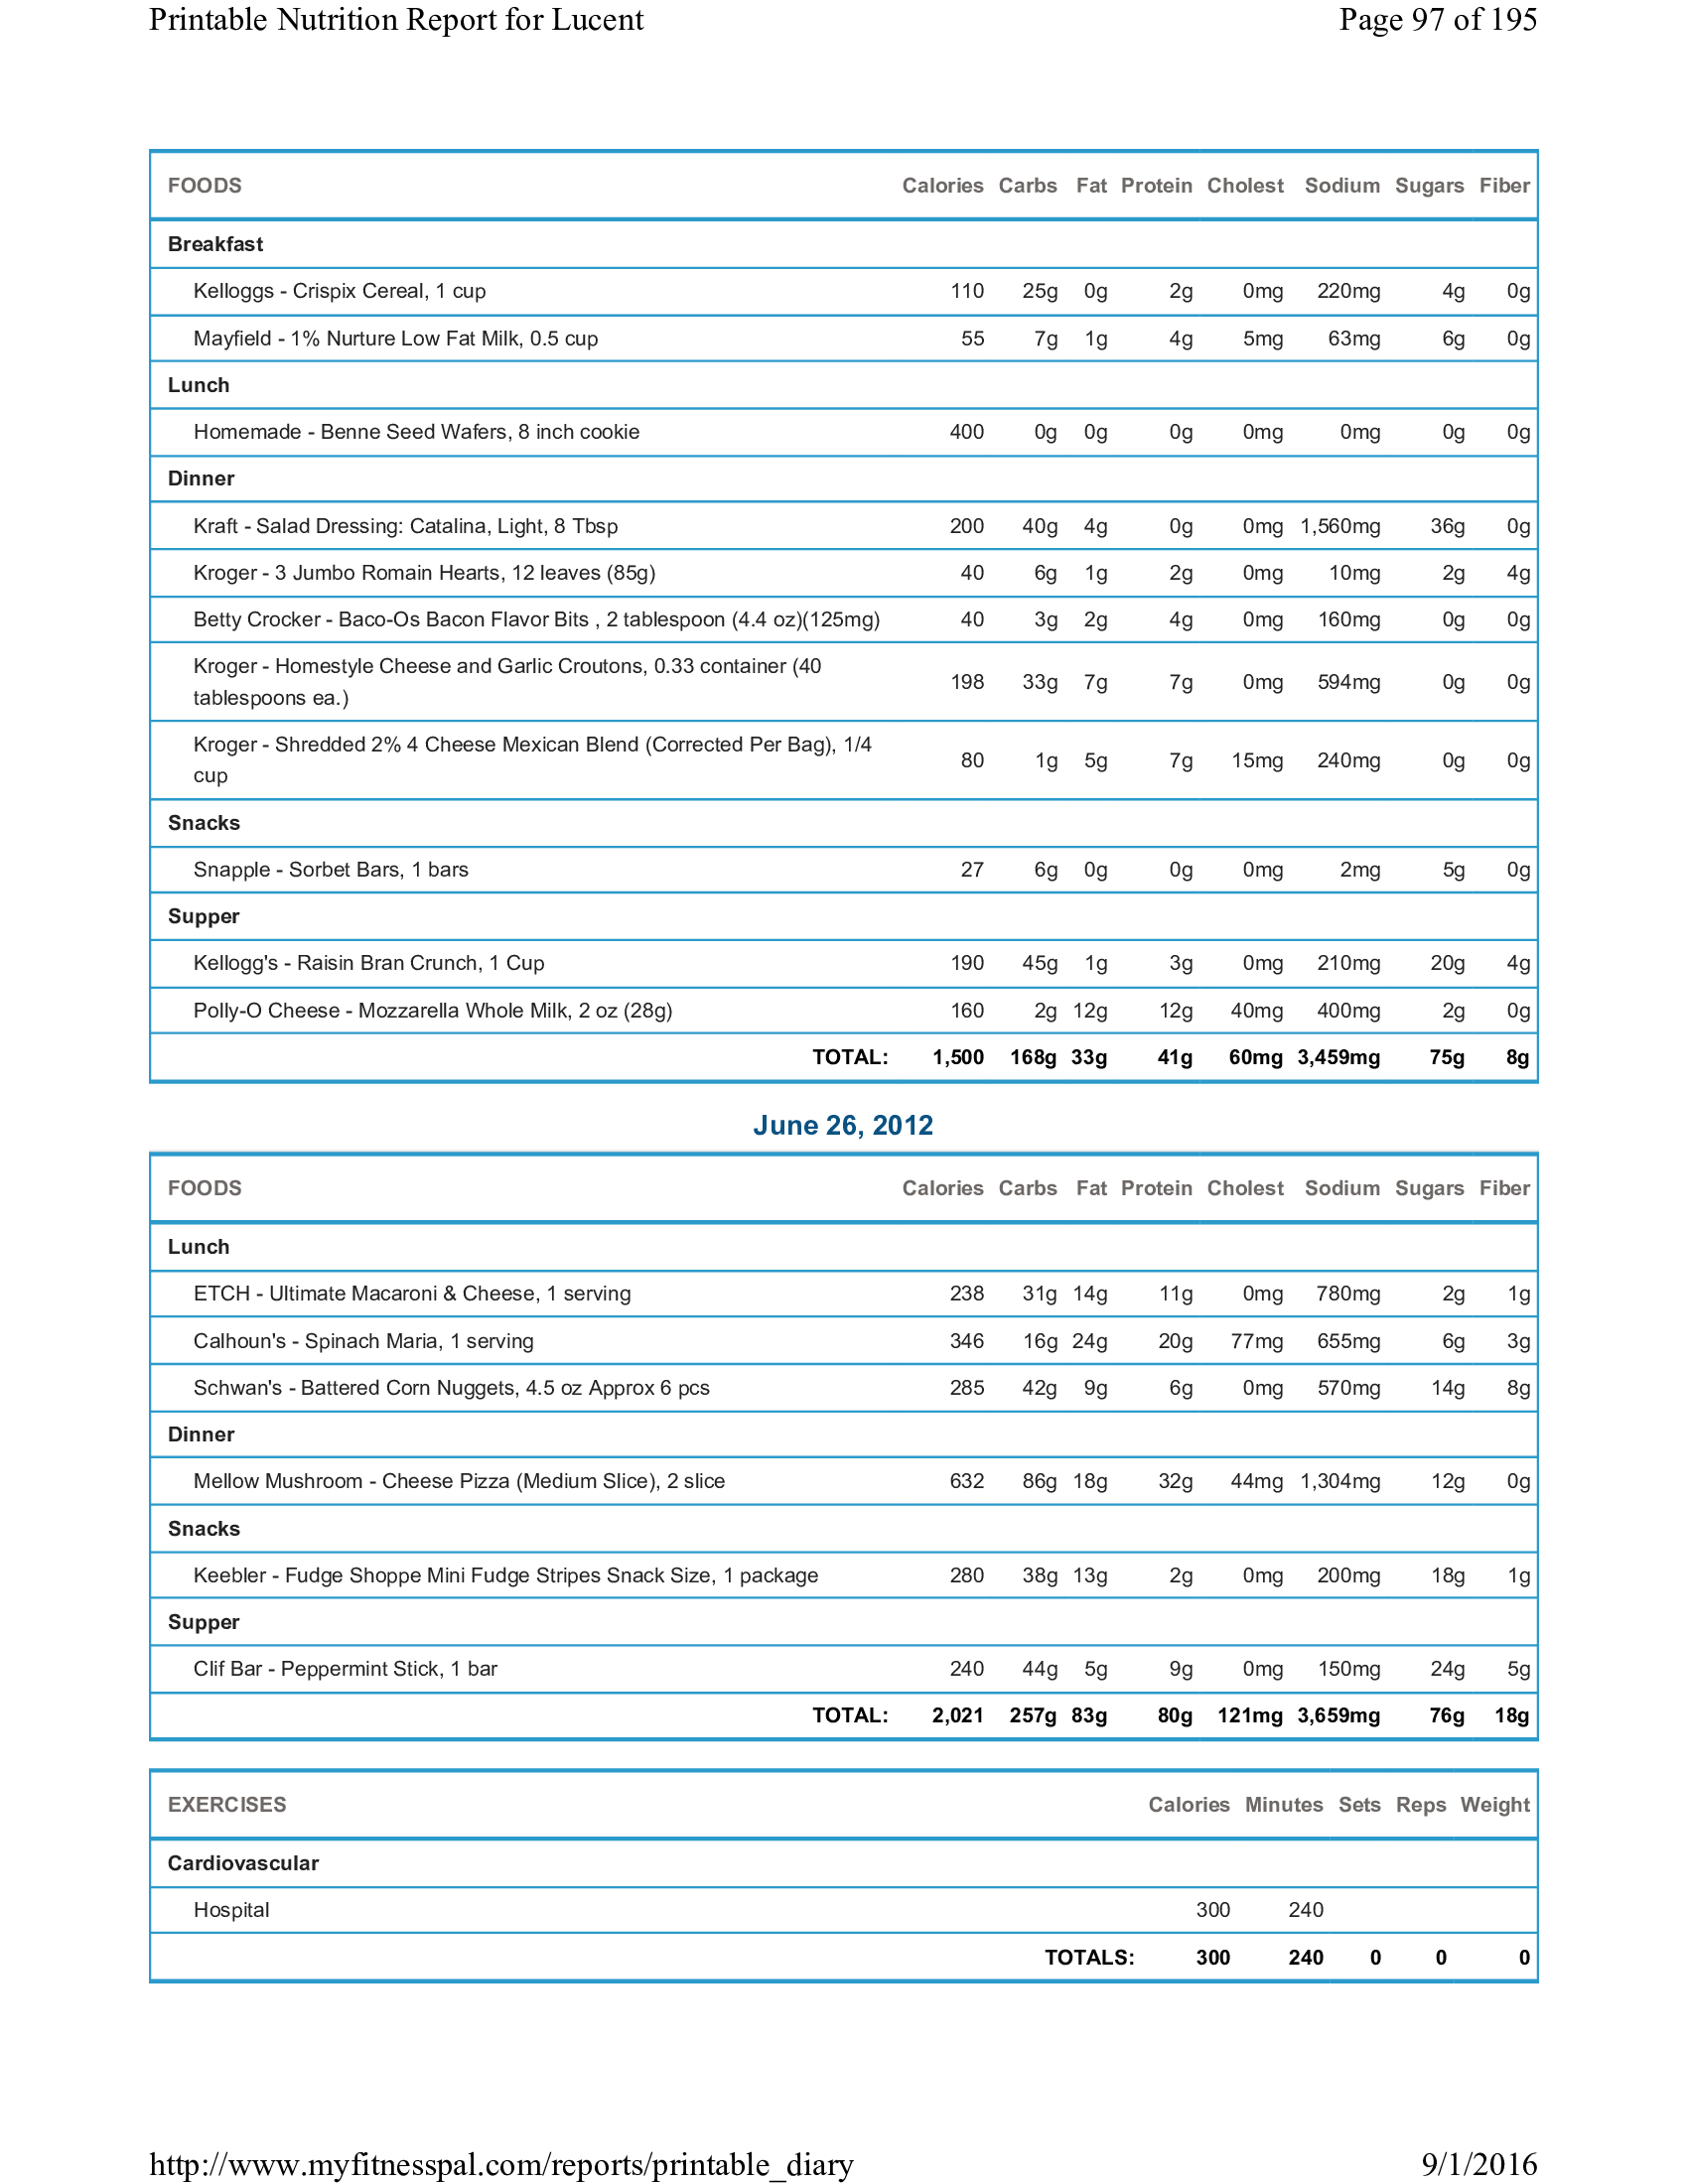 Printable Nutrition Report for Lucent Page 97 of 195
FOODS Calories Carbs Fat Protein Cholest Sodium Sugars Fiber
Breakfast
Kelloggs - Crispix Cereal, 1 cup 110 25g 0g 2g 0mg 220mg 4g 0g
Mayfield - 1% Nurture Low Fat Milk, 0.5 cup 55 7g 1g 4g 5mg 63mg 6g 0g
Lunch
Homemade - Benne Seed Wafers, 8 inch cookie 400 0g 0g 0g 0mg 0mg 0g 0g
Dinner
Kraft - Salad Dressing: Catalina, Light, 8 Tbsp 200 40g 4g 0g 0mg 1,560mg 36g 0g
Kroger - 3 Jumbo Romain Hearts, 12 leaves (85g) 40 6g 1g 2g 0mg 10mg 2g 4g
Betty Crocker - Baco-Os Bacon Flavor Bits , 2 tablespoon (4.4 oz)(125mg) 40 3g 2g 4g 0mg 160mg 0g 0g
Kroger - Homestyle Cheese and Garlic Croutons, 0.33 container (40
tablespoons ea.) 198 33g 7g 7g 0mg 594mg 0g 0g
Kroger - Shredded 2% 4 Cheese Mexican Blend (Corrected Per Bag), 1/4
cup 80 1g 5g 7g 15mg 240mg 0g 0g
Snacks
Snapple - Sorbet Bars, 1 bars 27 6g 0g 0g 0mg 2mg 5g 0g
Supper
Kellogg's - Raisin Bran Crunch, 1 Cup 190 45g 1g 3g 0mg 210mg 20g 4g
Polly-O Cheese - Mozzarella Whole Milk, 2 oz (28g) 160 2g 12g 12g 40mg 400mg 2g 0g
TOTAL: 1,500 168g 33g 41g 60mg 3,459mg 75g 8g
June 26, 2012
FOODS Calories Carbs Fat Protein Cholest Sodium Sugars Fiber
Lunch
ETCH - Ultimate Macaroni & Cheese, 1 serving 238 31g 14g 11g 0mg 780mg 2g 1g
Calhoun's - Spinach Maria, 1 serving 346 16g 24g 20g 77mg 655mg 6g 3g
Schwan's - Battered Corn Nuggets, 4.5 oz Approx 6 pcs 285 42g 9g 6g 0mg 570mg 14g 8g
Dinner
Mellow Mushroom - Cheese Pizza (Medium Slice), 2 slice 632 86g 18g 32g 44mg 1,304mg 12g 0g
Snacks
Keebler - Fudge Shoppe Mini Fudge Stripes Snack Size, 1 package 280 38g 13g 2g 0mg 200mg 18g 1g
Supper
Clif Bar - Peppermint Stick, 1 bar 240 44g 5g 9g 0mg 150mg 24g 5g
TOTAL: 2,021 257g 83g 80g 121mg 3,659mg 76g 18g
EXERCISES Calories Minutes Sets Reps Weight
Cardiovascular
Hospital 300 240
TOTALS: 300 240 0 0 0
http://www.myfitnesspal.com/reports/printable_diary 9/1/2016